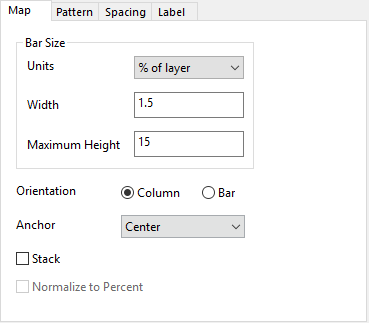 Map Pattern Spacing Label
Bar Size
Units % of layer
Width 1.5
Maximum Height 15
Orientation Column Bar
Anchor Center
Stack
Normalize to Percent